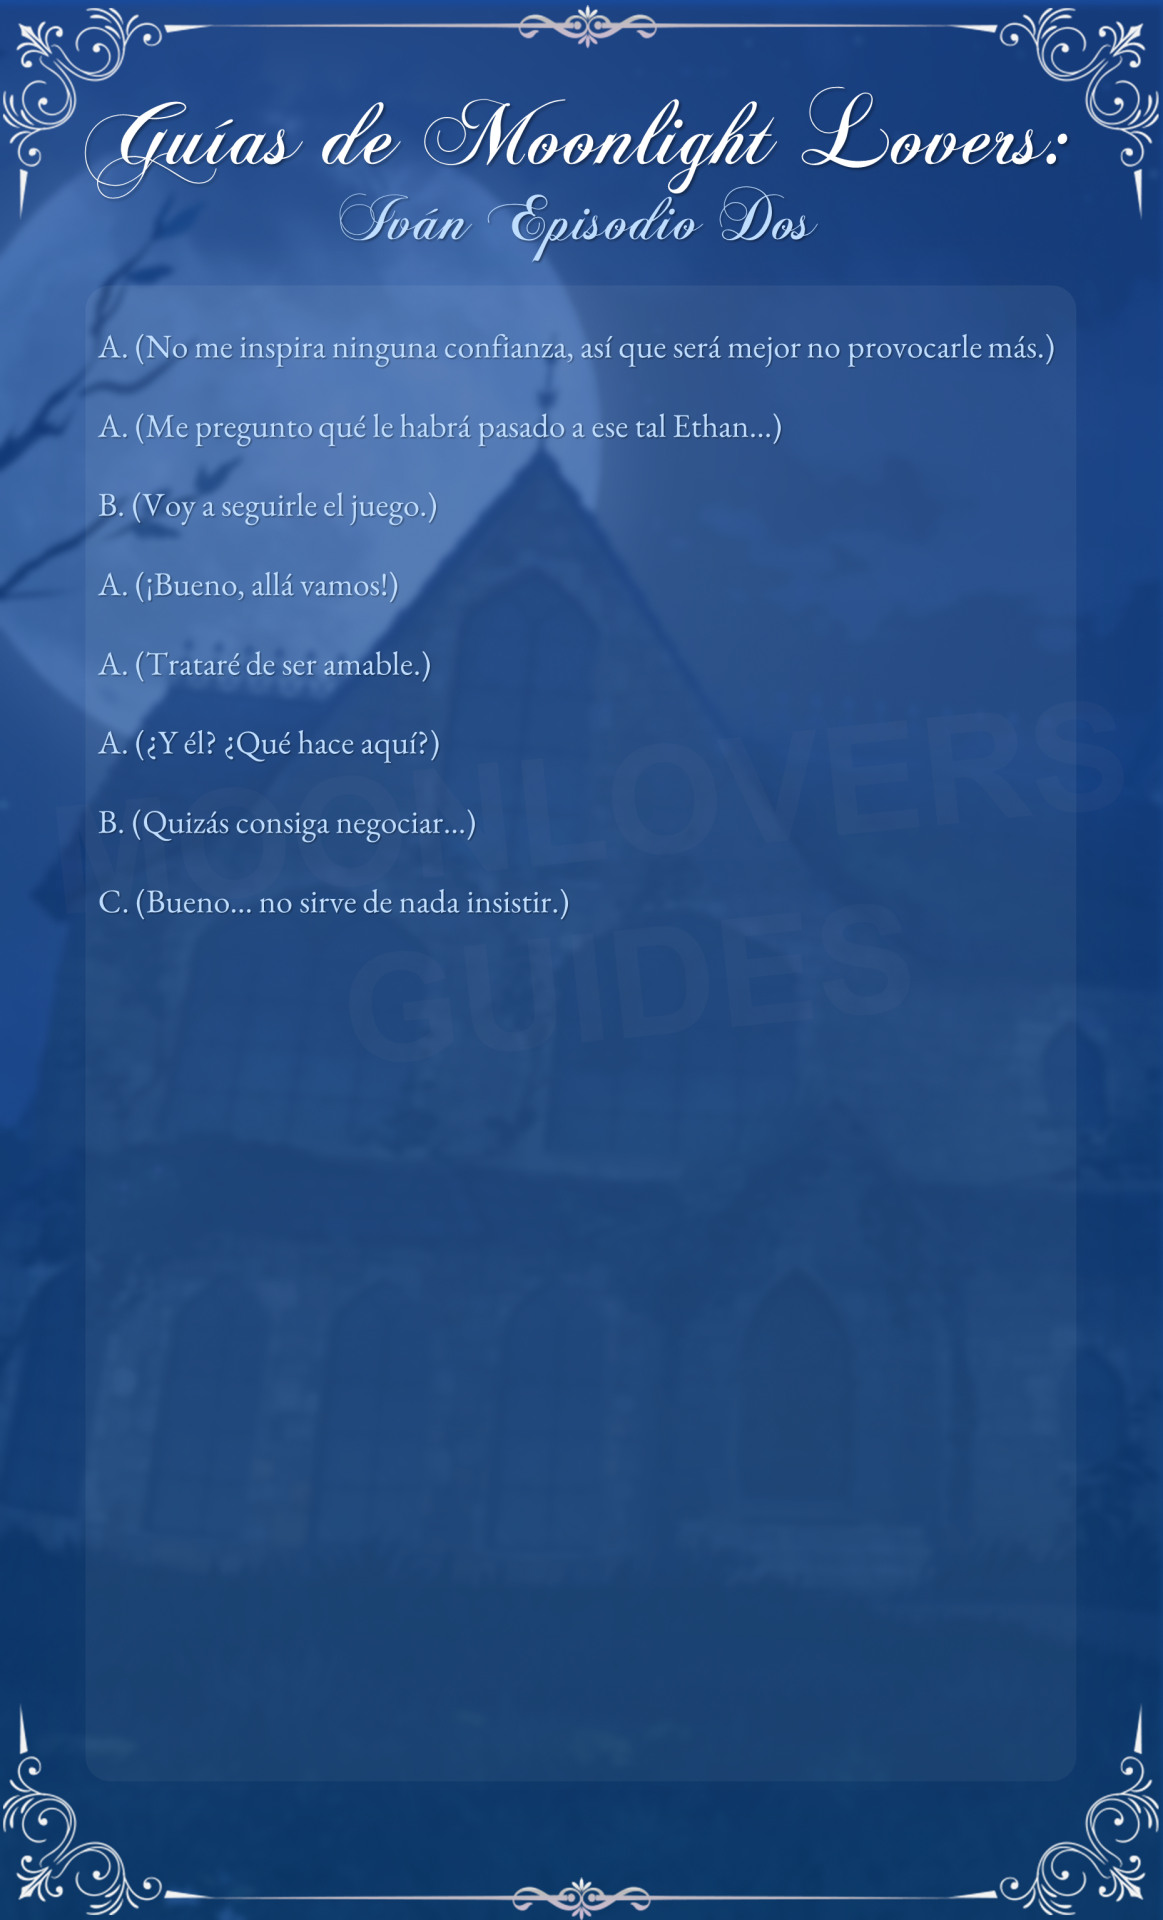 Guías de Moonlight Lovers:
Iván Episodio Dos
A. (No me inspira ninguna confianza, así que será mejor no provocarle más.)
A. (Me pregunto qué le habrá pasado a ese tal Ethan...)
B. (Voy a seguirle el juego.)
A. (¡Bueno, allá vamos!)
A. (Trataré de ser amable.)
A. (¿Y él? ¿Qué hace aquí?)
B. (Quizás consiga negociar...)
C. (Bueno... no sirve de nada insistir.)
MOONLOVERS
GUIDES